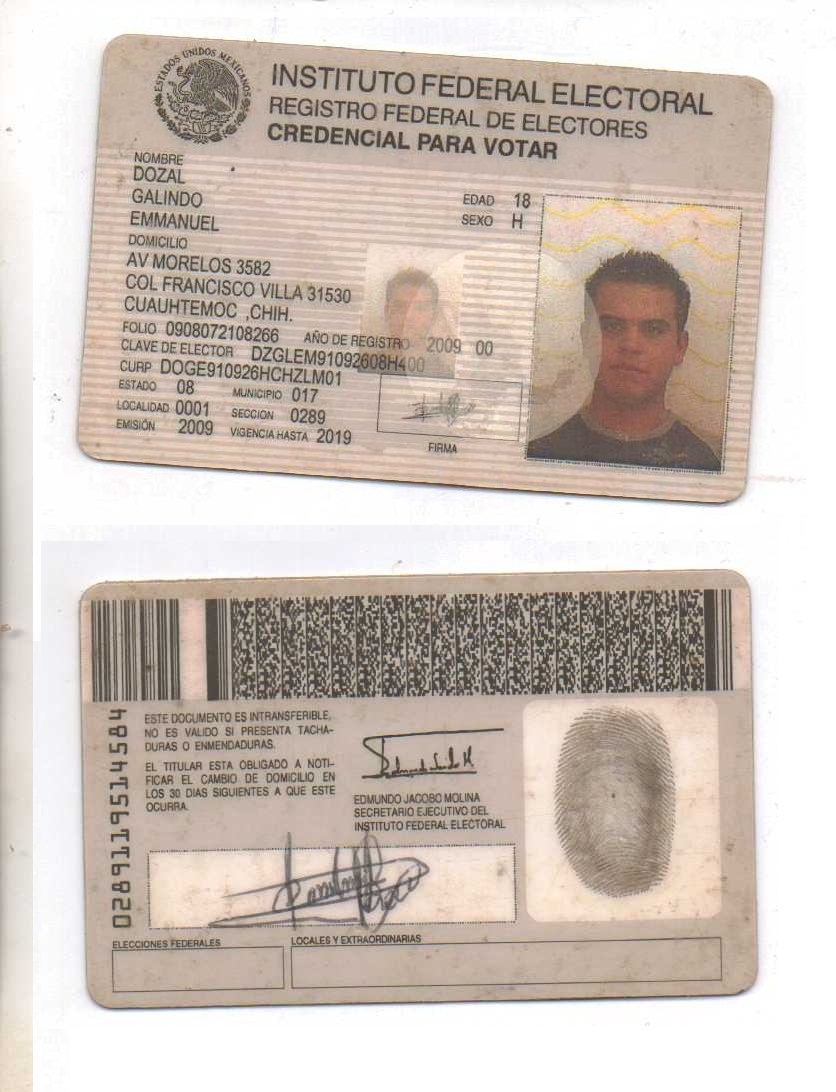 ESTADOS UNIDOS MEXICANOS
INSTITUTO FEDERAL ELECTORAL
REGISTRO FEDERAL DE ELECTORES
CREDENCIAL PARA VOTAR
NOMBRE
DOZAL
GALINDO
EMMANUEL
EDAD 18
SEXO H
DOMICILIO
AV MORELOS 3582
COL FRANCISCO VILLA 31530
CUAUHTEMOC ,CHIH.
FOLIO 0908072108266 AÑO DE REGISTRO 2009 00
CLAVE DE ELECTOR DZGLEM91092608H400
CURP DOGE910926HCHZLM01
ESTADO 08 MUNICIPIO 017
LOCALIDAD 0001 SECCION 0289
EMISIÓN 2009 VIGENCIA HASTA 2019
FIRMA
0289119514584
ESTE DOCUMENTO ES INTRANSFERIBLE,
NO ES VALIDO SI PRESENTA TACHA-
DURAS O ENMENDADURAS.
EL TITULAR ESTA OBLIGADO A NOTI-
FICAR EL CAMBIO DE DOMICILIO EN
LOS 30 DIAS SIGUIENTES A QUE ESTE
OCURRA.
EDMUNDO JACOBO MOLINA
SECRETARIO EJECUTIVO DEL
INSTITUTO FEDERAL ELECTORAL
ELECCIONES FEDERALES
LOCALES Y EXTRAORDINARIAS